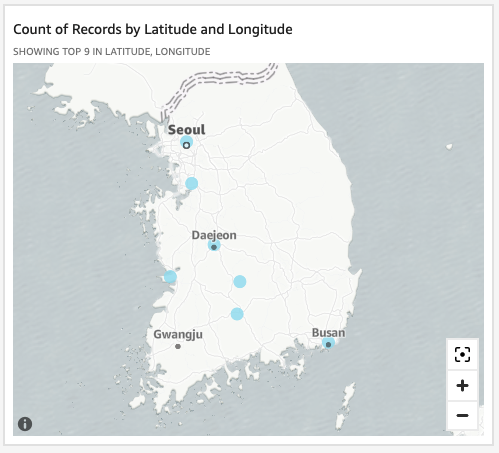 Count of Records by Latitude and Longitude
SHOWING TOP 9 IN LATITUDE, LONGITUDE
Seoul
Daejeon
Gwangju
Busan
+
−
i